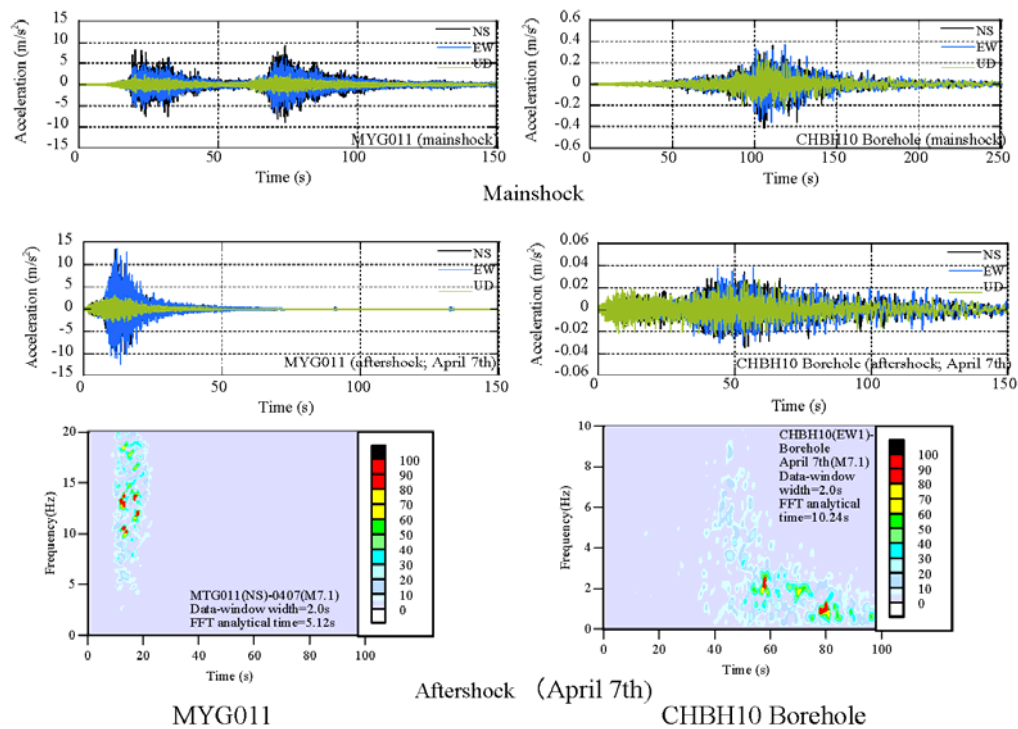 Acceleration (m/s²)
15
10
5
0
-5
-10
-15
NS
EW
UD
MYG011 (mainshock)
0 50 100 150
Time (s)
Acceleration (m/s²)
0.6
0.4
0.2
0
-0.2
-0.4
-0.6
NS
EW
UD
CHBH10 Borehole (mainshock)
0 50 100 150 200 250
Time (s)
Mainshock
Acceleration (m/s²)
15
10
5
0
-5
-10
-15
NS
EW
UD
MYG011 (aftershock; April 7th)
0 50 100 150
Time (s)
Acceleration (m/s²)
0.06
0.04
0.02
0
-0.02
-0.04
-0.06
NS
EW
UD
CHBH10 Borehole (aftershock; April 7th)
0 50 100 150
Time (s)
Frequency(Hz)
20
15
10
5
0
MTG011(NS)-0407(M7.1)
Data-window width=2.0s
FFT analytical time=5.12s
0 20 40 60 80 100
Time (s)
100
90
80
70
60
50
40
30
20
10
0
Frequency (Hz)
10
8
6
4
2
0
CHBH10(EW1)-
Borehole
April 7th(M7.1)
Data-window
width=2.0s
FFT analytical
time=10.24s
0 20 40 60 80 100
Time (s)
100
90
80
70
60
50
40
30
20
10
0
Aftershock （April 7th)
MYG011
CHBH10 Borehole